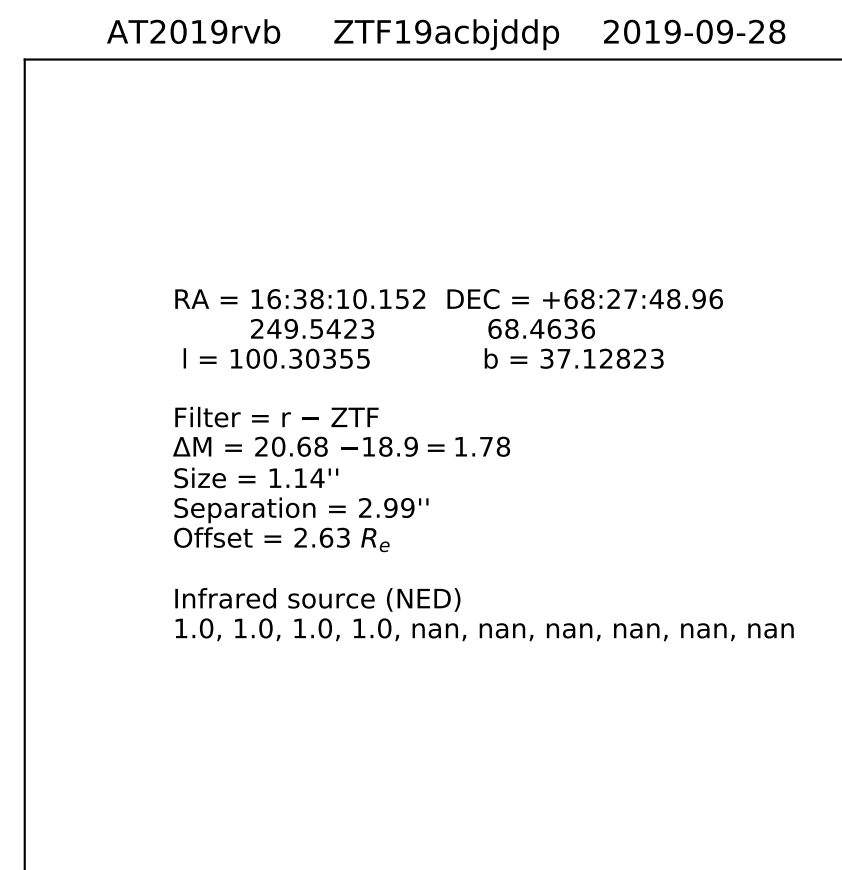 AT2019rvb ZTF19acbjddp 2019-09-28
RA = 16:38:10.152 DEC = +68:27:48.96
249.5423 68.4636
l = 100.30355 b = 37.12823
Filter = r − ZTF
ΔM = 20.68 −18.9 = 1.78
Size = 1.14''
Separation = 2.99''
Offset = 2.63 Re
Infrared source (NED)
1.0, 1.0, 1.0, 1.0, nan, nan, nan, nan, nan, nan